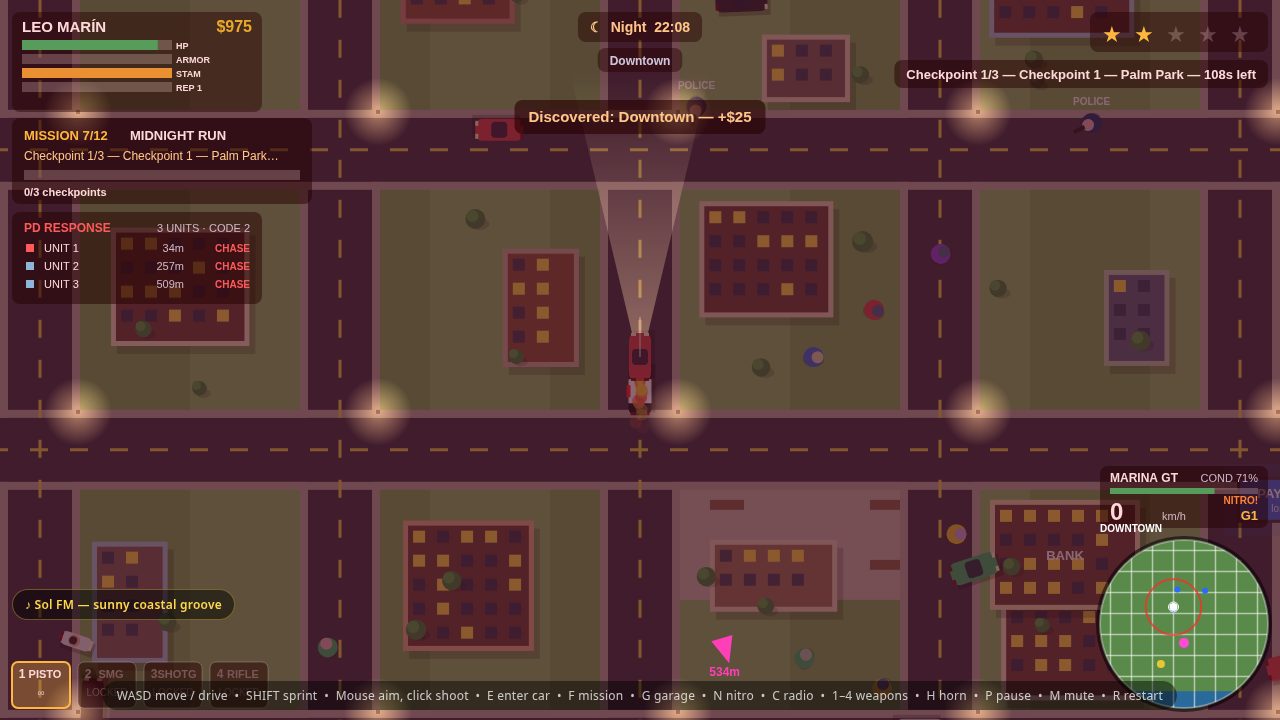 LEO MARÍN $975
HP
ARMOR
STAM
REP 1
☾ Night 22:08
Downtown
★ ★ ★ ★ ★
Checkpoint 1/3 — Checkpoint 1 — Palm Park — 108s left
POLICE
POLICE
Discovered: Downtown — +$25
MISSION 7/12 MIDNIGHT RUN
Checkpoint 1/3 — Checkpoint 1 — Palm Park…
0/3 checkpoints
PD RESPONSE 3 UNITS · CODE 2
UNIT 1 34m CHASE
UNIT 2 257m CHASE
UNIT 3 509m CHASE
MARINA GT COND 71%
NITRO!
0 km/h G1
DOWNTOWN
BANK
♪ Sol FM — sunny coastal groove
534m
1 PISTO
∞
2 SMG
3SHOTG
4 RIFLE
WASD move / drive • SHIFT sprint • Mouse aim, click shoot • E enter car • F mission • G garage • N nitro • C radio • 1–4 weapons • H horn • P pause • M mute • R restart